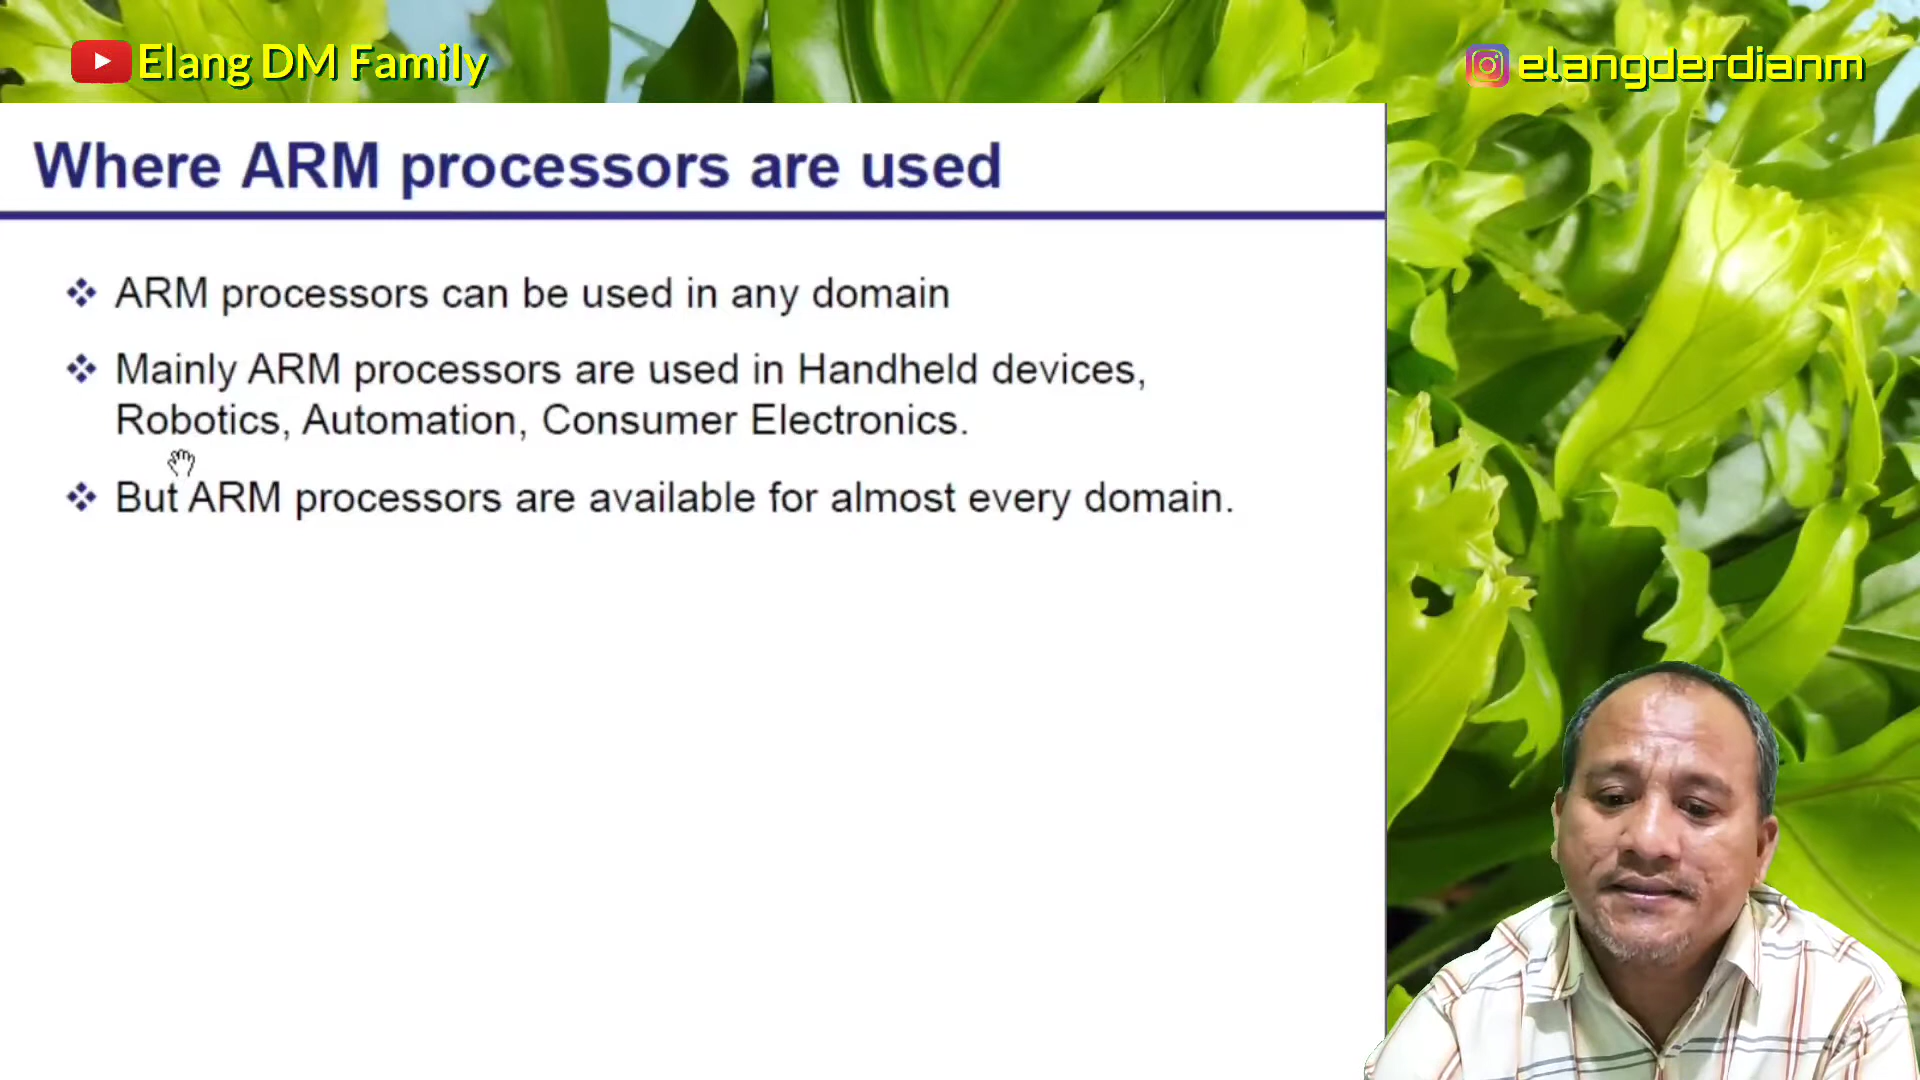 Elang DM Family
elangderdianm
Where ARM processors are used
ARM processors can be used in any domain
Mainly ARM processors are used in Handheld devices,
Robotics, Automation, Consumer Electronics.
But ARM processors are available for almost every domain.